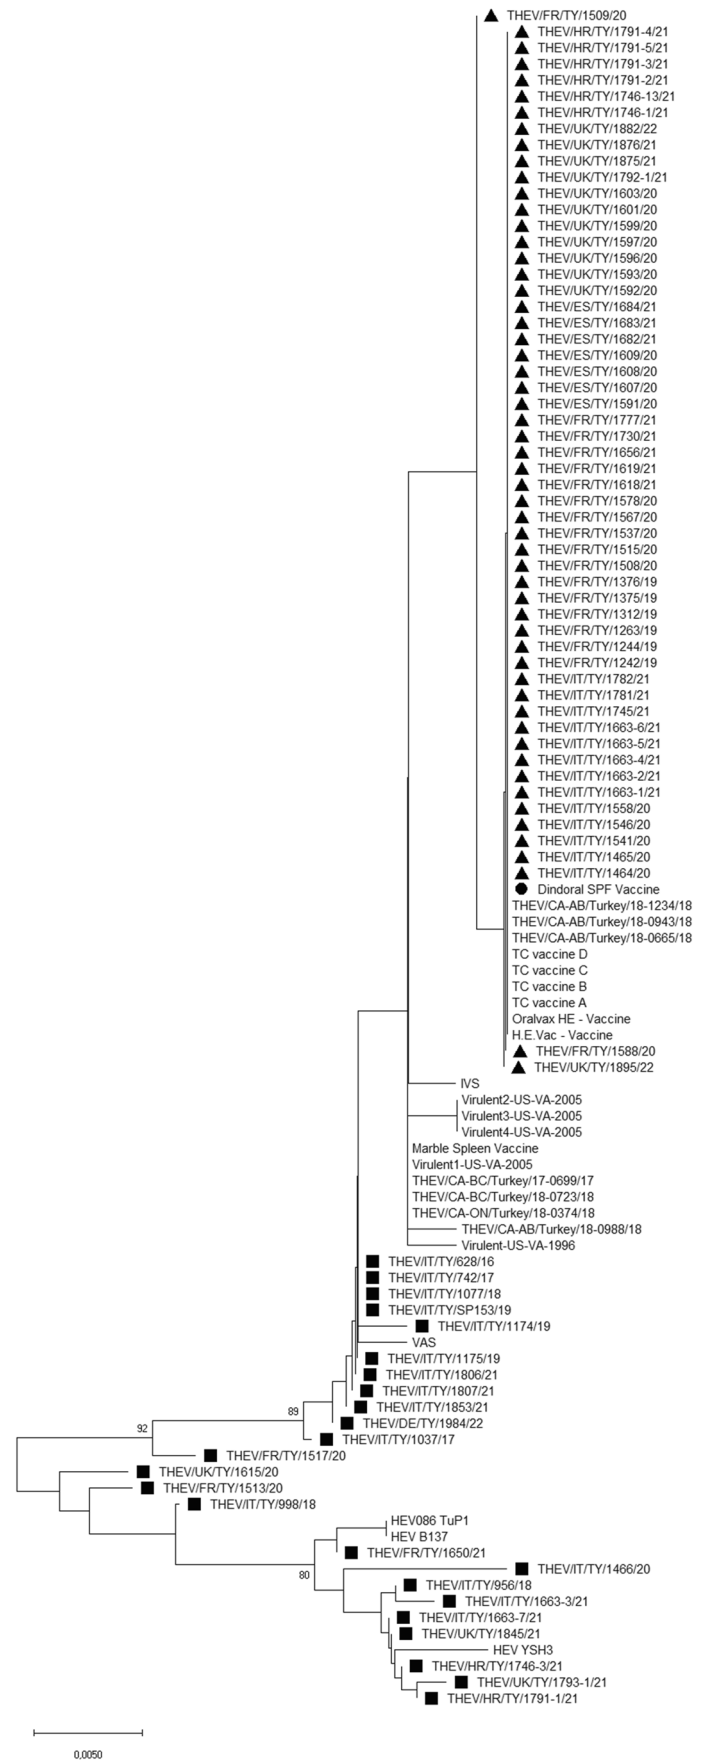 THEV/FR/TY/1509/20
THEV/HR/TY/1791-4/21
THEV/HR/TY/1791-5/21
THEV/HR/TY/1791-3/21
THEV/HR/TY/1791-2/21
THEV/HR/TY/1746-13/21
THEV/HR/TY/1746-1/21
THEV/UK/TY/1882/22
THEV/UK/TY/1876/21
THEV/UK/TY/1875/21
THEV/UK/TY/1792-1/21
THEV/UK/TY/1603/20
THEV/UK/TY/1601/20
THEV/UK/TY/1599/20
THEV/UK/TY/1597/20
THEV/UK/TY/1596/20
THEV/UK/TY/1593/20
THEV/UK/TY/1592/20
THEV/ES/TY/1684/21
THEV/ES/TY/1683/21
THEV/ES/TY/1682/21
THEV/ES/TY/1609/20
THEV/ES/TY/1608/20
THEV/ES/TY/1607/20
THEV/ES/TY/1591/20
THEV/FR/TY/1777/21
THEV/FR/TY/1730/21
THEV/FR/TY/1656/21
THEV/FR/TY/1619/21
THEV/FR/TY/1618/21
THEV/FR/TY/1578/20
THEV/FR/TY/1567/20
THEV/FR/TY/1537/20
THEV/FR/TY/1515/20
THEV/FR/TY/1508/20
THEV/FR/TY/1376/19
THEV/FR/TY/1375/19
THEV/FR/TY/1312/19
THEV/FR/TY/1263/19
THEV/FR/TY/1244/19
THEV/FR/TY/1242/19
THEV/IT/TY/1782/21
THEV/IT/TY/1781/21
THEV/IT/TY/1745/21
THEV/IT/TY/1663-6/21
THEV/IT/TY/1663-5/21
THEV/IT/TY/1663-4/21
THEV/IT/TY/1663-2/21
THEV/IT/TY/1663-1/21
THEV/IT/TY/1558/20
THEV/IT/TY/1546/20
THEV/IT/TY/1541/20
THEV/IT/TY/1465/20
THEV/IT/TY/1464/20
Dindoral SPF Vaccine
THEV/CA-AB/Turkey/18-1234/18
THEV/CA-AB/Turkey/18-0943/18
THEV/CA-AB/Turkey/18-0665/18
TC vaccine D
TC vaccine C
TC vaccine B
TC vaccine A
Oralvax HE - Vaccine
H.E.Vac - Vaccine
THEV/FR/TY/1588/20
THEV/UK/TY/1895/22
IVS
Virulent2-US-VA-2005
Virulent3-US-VA-2005
Virulent4-US-VA-2005
Marble Spleen Vaccine
Virulent1-US-VA-2005
THEV/CA-BC/Turkey/17-0699/17
THEV/CA-BC/Turkey/18-0723/18
THEV/CA-ON/Turkey/18-0374/18
THEV/CA-AB/Turkey/18-0988/18
Virulent-US-VA-1996
THEV/IT/TY/628/16
THEV/IT/TY/742/17
THEV/IT/TY/1077/18
THEV/IT/TY/SP153/19
THEV/IT/TY/1174/19
VAS
THEV/IT/TY/1175/19
THEV/IT/TY/1806/21
THEV/IT/TY/1807/21
THEV/IT/TY/1853/21
89
THEV/DE/TY/1984/22
92
THEV/IT/TY/1037/17
THEV/FR/TY/1517/20
THEV/UK/TY/1615/20
THEV/FR/TY/1513/20
THEV/IT/TY/998/18
HEV086 TuP1
HEV B137
THEV/FR/TY/1650/21
80
THEV/IT/TY/1466/20
THEV/IT/TY/956/18
THEV/IT/TY/1663-3/21
THEV/IT/TY/1663-7/21
THEV/UK/TY/1845/21
HEV YSH3
THEV/HR/TY/1746-3/21
THEV/UK/TY/1793-1/21
THEV/HR/TY/1791-1/21
0,0050